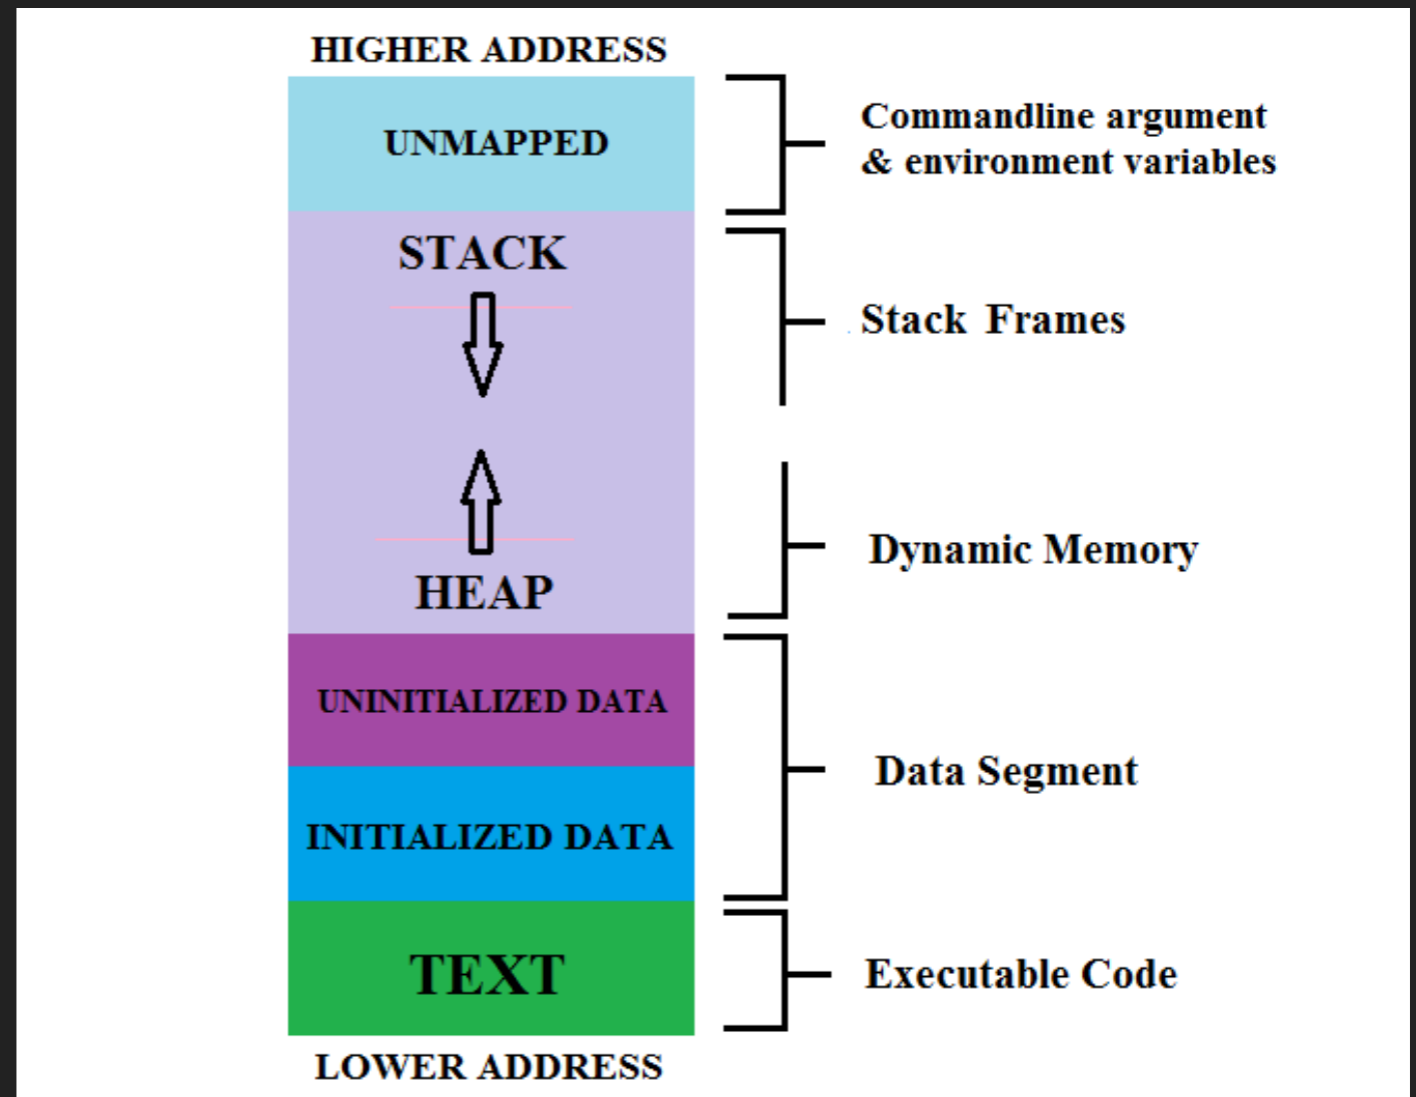 HIGHER ADDRESS
UNMAPPED
Commandline argument
& environment variables
STACK
Stack Frames
Dynamic Memory
HEAP
UNINITIALIZED DATA
Data Segment
INITIALIZED DATA
TEXT
Executable Code
LOWER ADDRESS